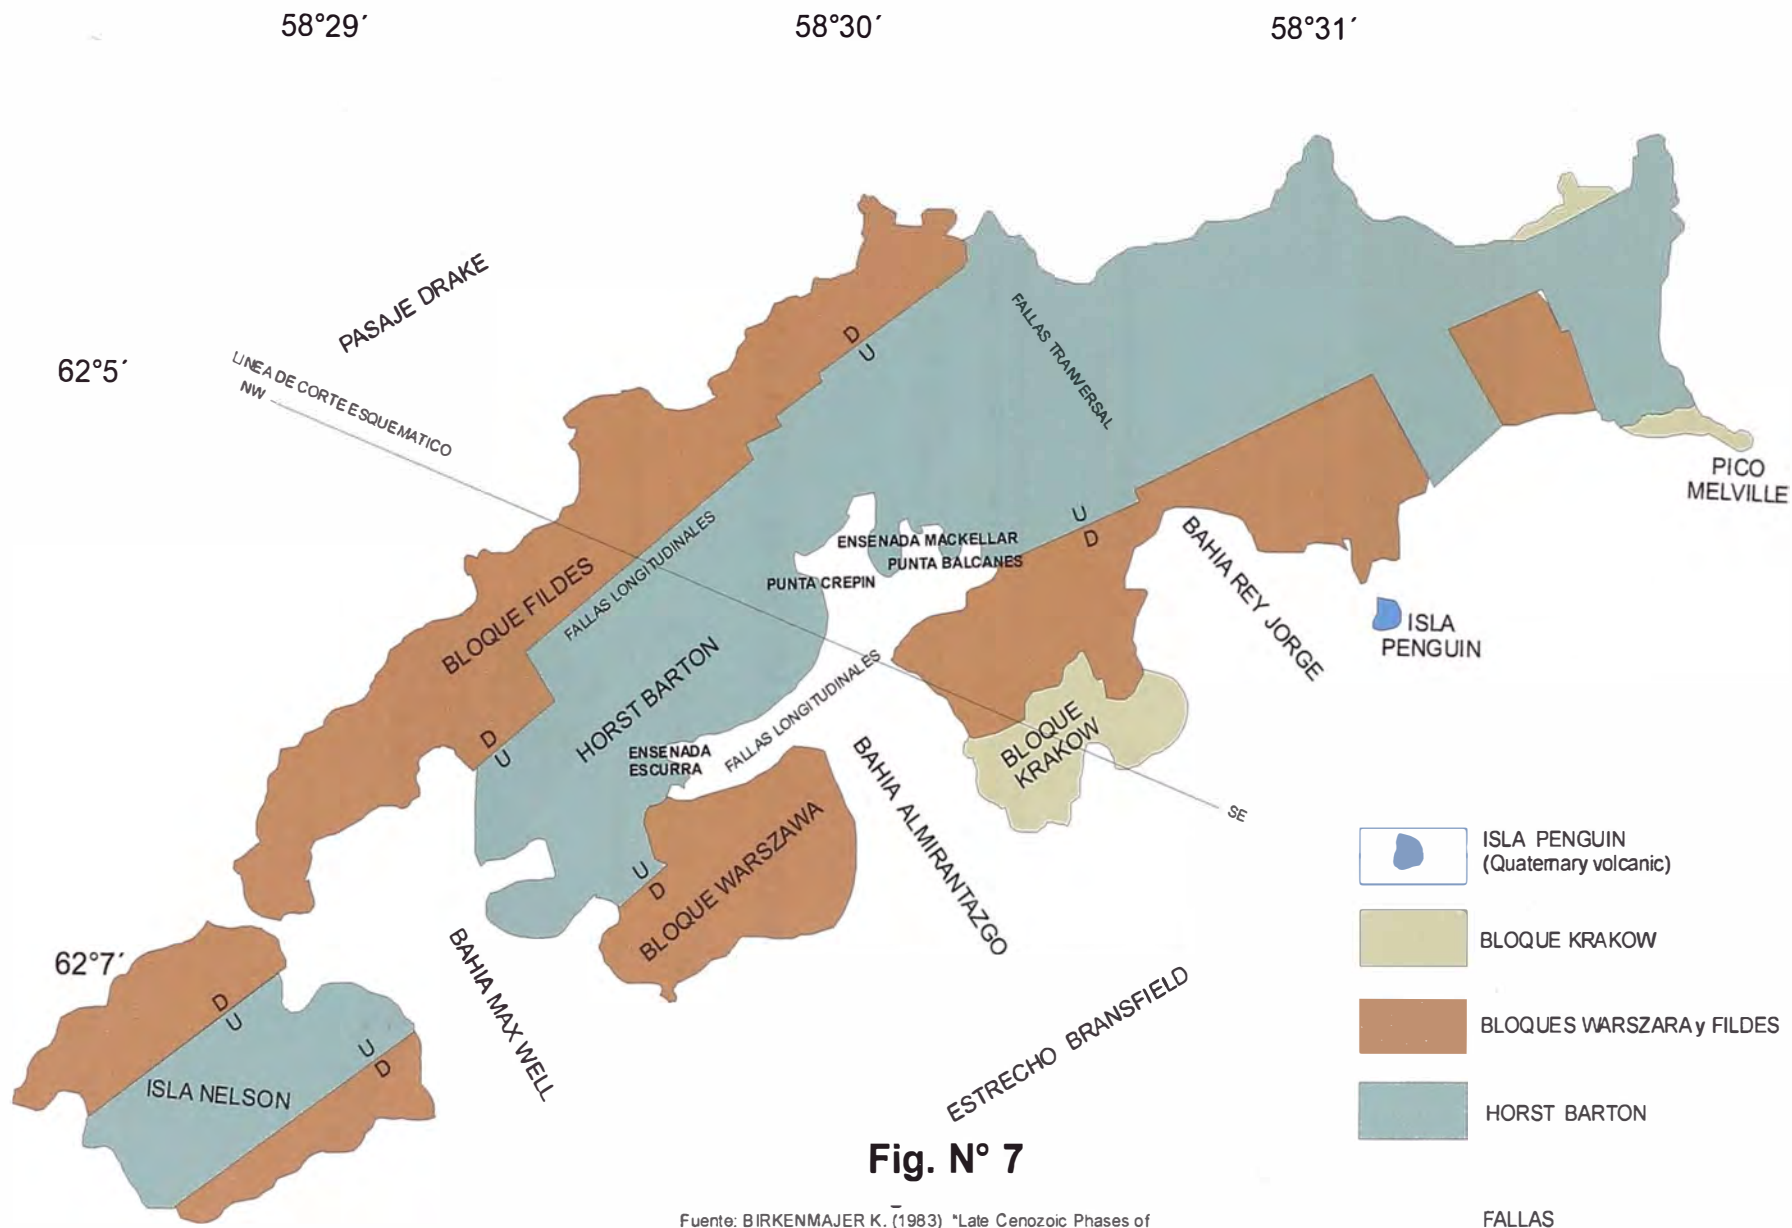 58°29´
58°30´
58°31´
PASAJE DRAKE
62°5´
LINEA DE CORTE ESQUEMATICO
NW
FALLAS TRANVERSAL
D
U
PICO
MELVILLE
U
D
ENSENADA MACKELLAR
PUNTA BALCANES
PUNTA CREPIN
BAHIA REY JORGE
FALLAS LONGITUDINALES
BLOQUE FILDES
ISLA
PENGUIN
HORST BARTON
FALLAS LONGITUDINALES
D
U
ENSENADA
ESCURRA
BLOQUE
KRAKOW
BAHIA ALMIRANTAZGO
SE
U
D
BLOQUE WARSZAWA
ISLA PENGUIN
(Quaternary volcanic)
BLOQUE KRAKOW
62°7´
BAHIA MAX WELL
D
U
U
D
ISLA NELSON
ESTRECHO BRANSFIELD
BLOQUES WARSZARA y FILDES
HORST BARTON
Fig. N° 7
Fuente: BIRKENMAJER K. (1983) "Late Cenozoic Phases of
FALLAS